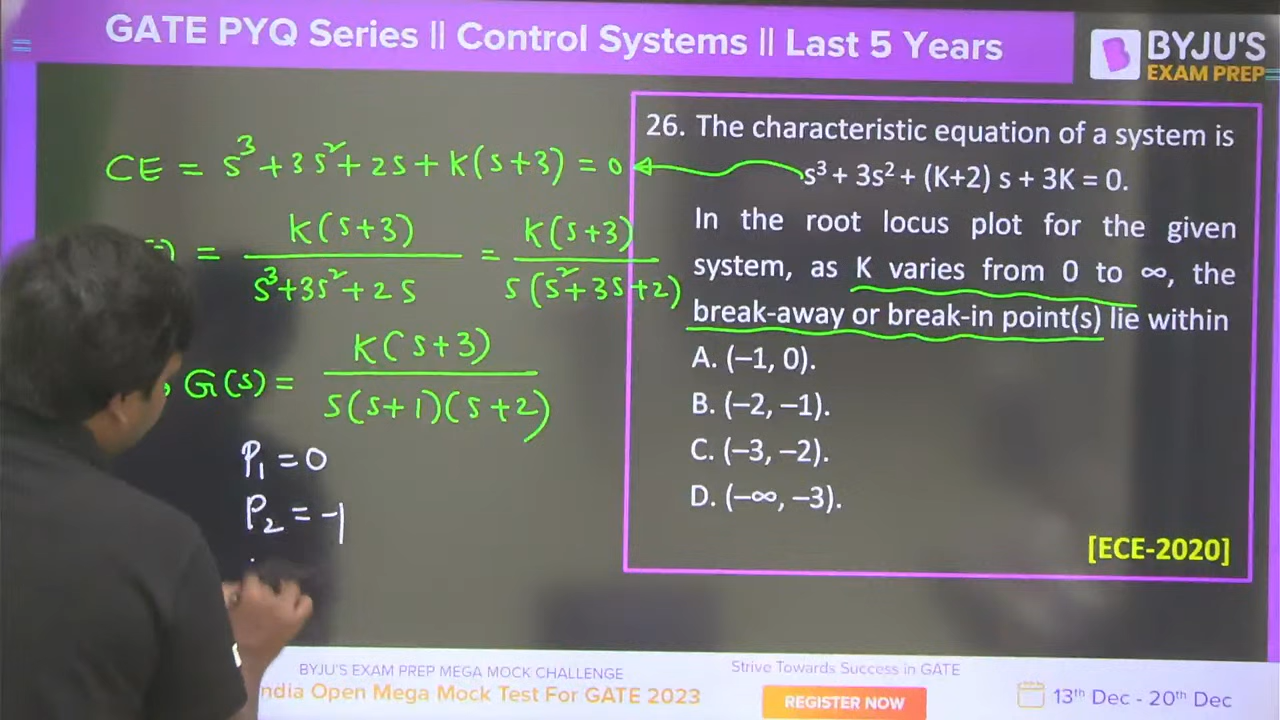 GATE PYQ Series || Control Systems || Last 5 Years
BYJU'S
EXAM PREP
CE = s³ + 3s² + 2s + K(s+3) = 0
= K(s+3) / s³+3s²+2s = K(s+3) / s(s²+3s+2)
G(s) = K(s+3) / s(s+1)(s+2)
P₁ = 0
P₂ = -1
26. The characteristic equation of a system is
s³ + 3s² + (K+2) s + 3K = 0.
In the root locus plot for the given
system, as K varies from 0 to ∞, the
break-away or break-in point(s) lie within
A. (–1, 0).
B. (–2, –1).
C. (–3, –2).
D. (–∞, –3).
[ECE-2020]
BYJU'S EXAM PREP MEGA MOCK CHALLENGE
ndia Open Mega Mock Test For GATE 2023
Strive Towards Success in GATE
REGISTER NOW
13th Dec - 20th Dec